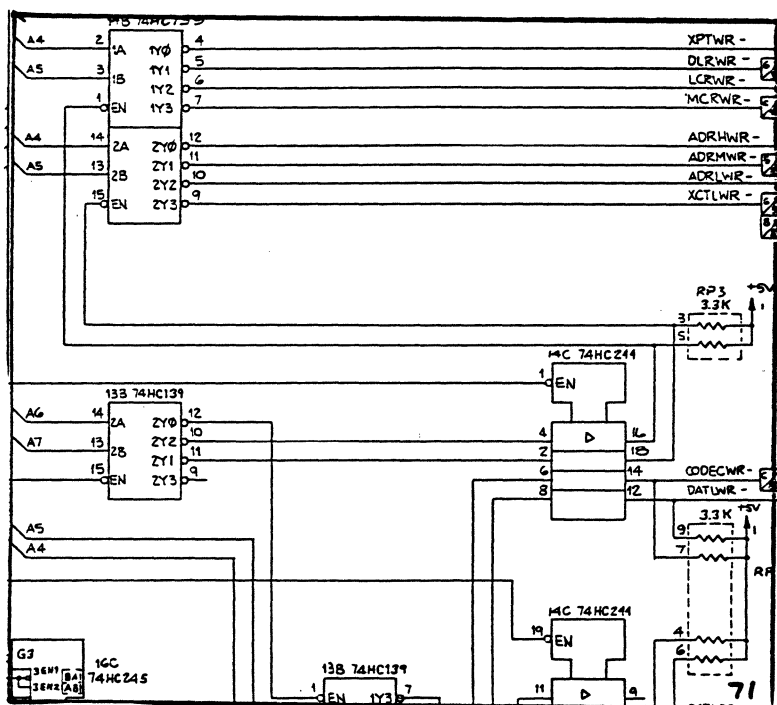 74HC139
A4 2 1A 1YØ 4 XPTWR-
A5 3 1B 1Y1 5 DLRWR-
1Y2 6 LCRWR-
1 EN 1Y3 7 MCRWR-
A4 14 2A 2YØ 12 ADRHWR-
A5 13 2B 2Y1 11 ADRMWR-
2Y2 10 ADRLWR-
15 EN 2Y3 9 XCTLWR-
RP3 +5V
3.3K 1
3
5
14C 74HC244
1 EN
13B 74HC139
A6 14 2A 2YØ 12
A7 13 2B 2Y2 10
2Y1 11
15 EN 2Y3 9
4 16
2 18
6 14 CODECWR-
8 12 DATLWR-
3.3K +5V
1
9
7
RP
A5
A4
14C 74HC244
19 EN
4
6
G3
3EN1
3EN2
16C
74HC245
13B 74HC139
1 EN 1Y3 7
11 9
71